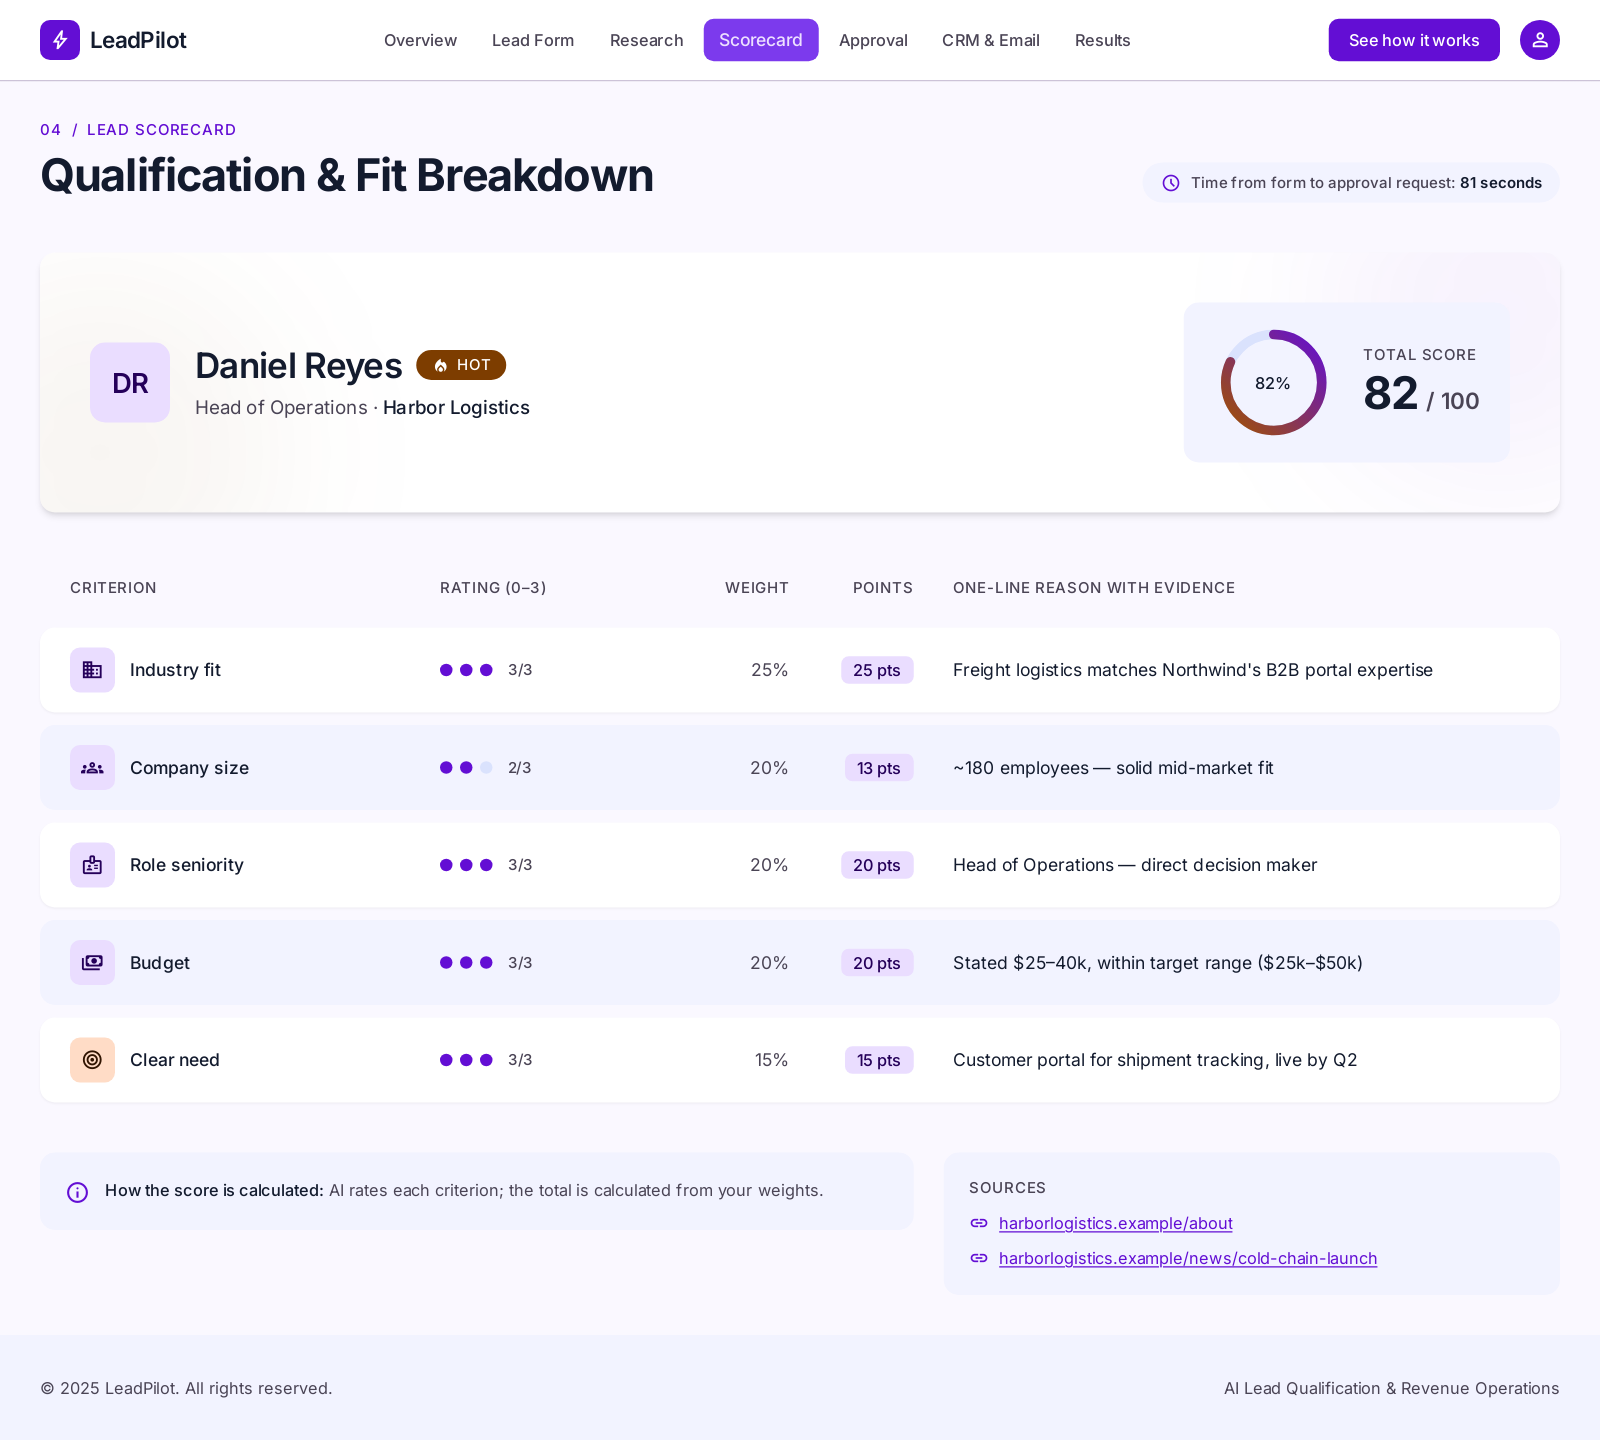 LeadPilot
Overview
Lead Form
Research
Scorecard
Approval
CRM & Email
Results
See how it works
04 / LEAD SCORECARD
Qualification & Fit Breakdown
Time from form to approval request: 81 seconds
DR
Daniel Reyes
HOT
Head of Operations · Harbor Logistics
82%
TOTAL SCORE
82 / 100
CRITERION
RATING (0–3)
WEIGHT
POINTS
ONE-LINE REASON WITH EVIDENCE
Industry fit
3/3
25%
25 pts
Freight logistics matches Northwind's B2B portal expertise
Company size
2/3
20%
13 pts
~180 employees — solid mid-market fit
Role seniority
3/3
20%
20 pts
Head of Operations — direct decision maker
Budget
3/3
20%
20 pts
Stated $25–40k, within target range ($25k–$50k)
Clear need
3/3
15%
15 pts
Customer portal for shipment tracking, live by Q2
How the score is calculated: AI rates each criterion; the total is calculated from your weights.
SOURCES
harborlogistics.example/about
harborlogistics.example/news/cold-chain-launch
© 2025 LeadPilot. All rights reserved.
AI Lead Qualification & Revenue Operations